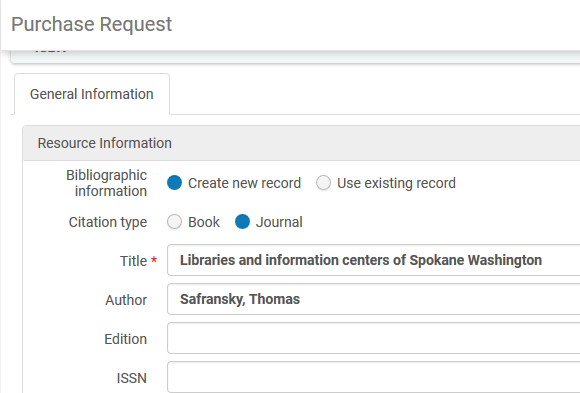 Purchase Request
General Information
Resource Information
Bibliographic
information
Create new record
Use existing record
Citation type
Book
Journal
Title *
Libraries and information centers of Spokane Washington
Author
Safransky, Thomas
Edition
ISSN